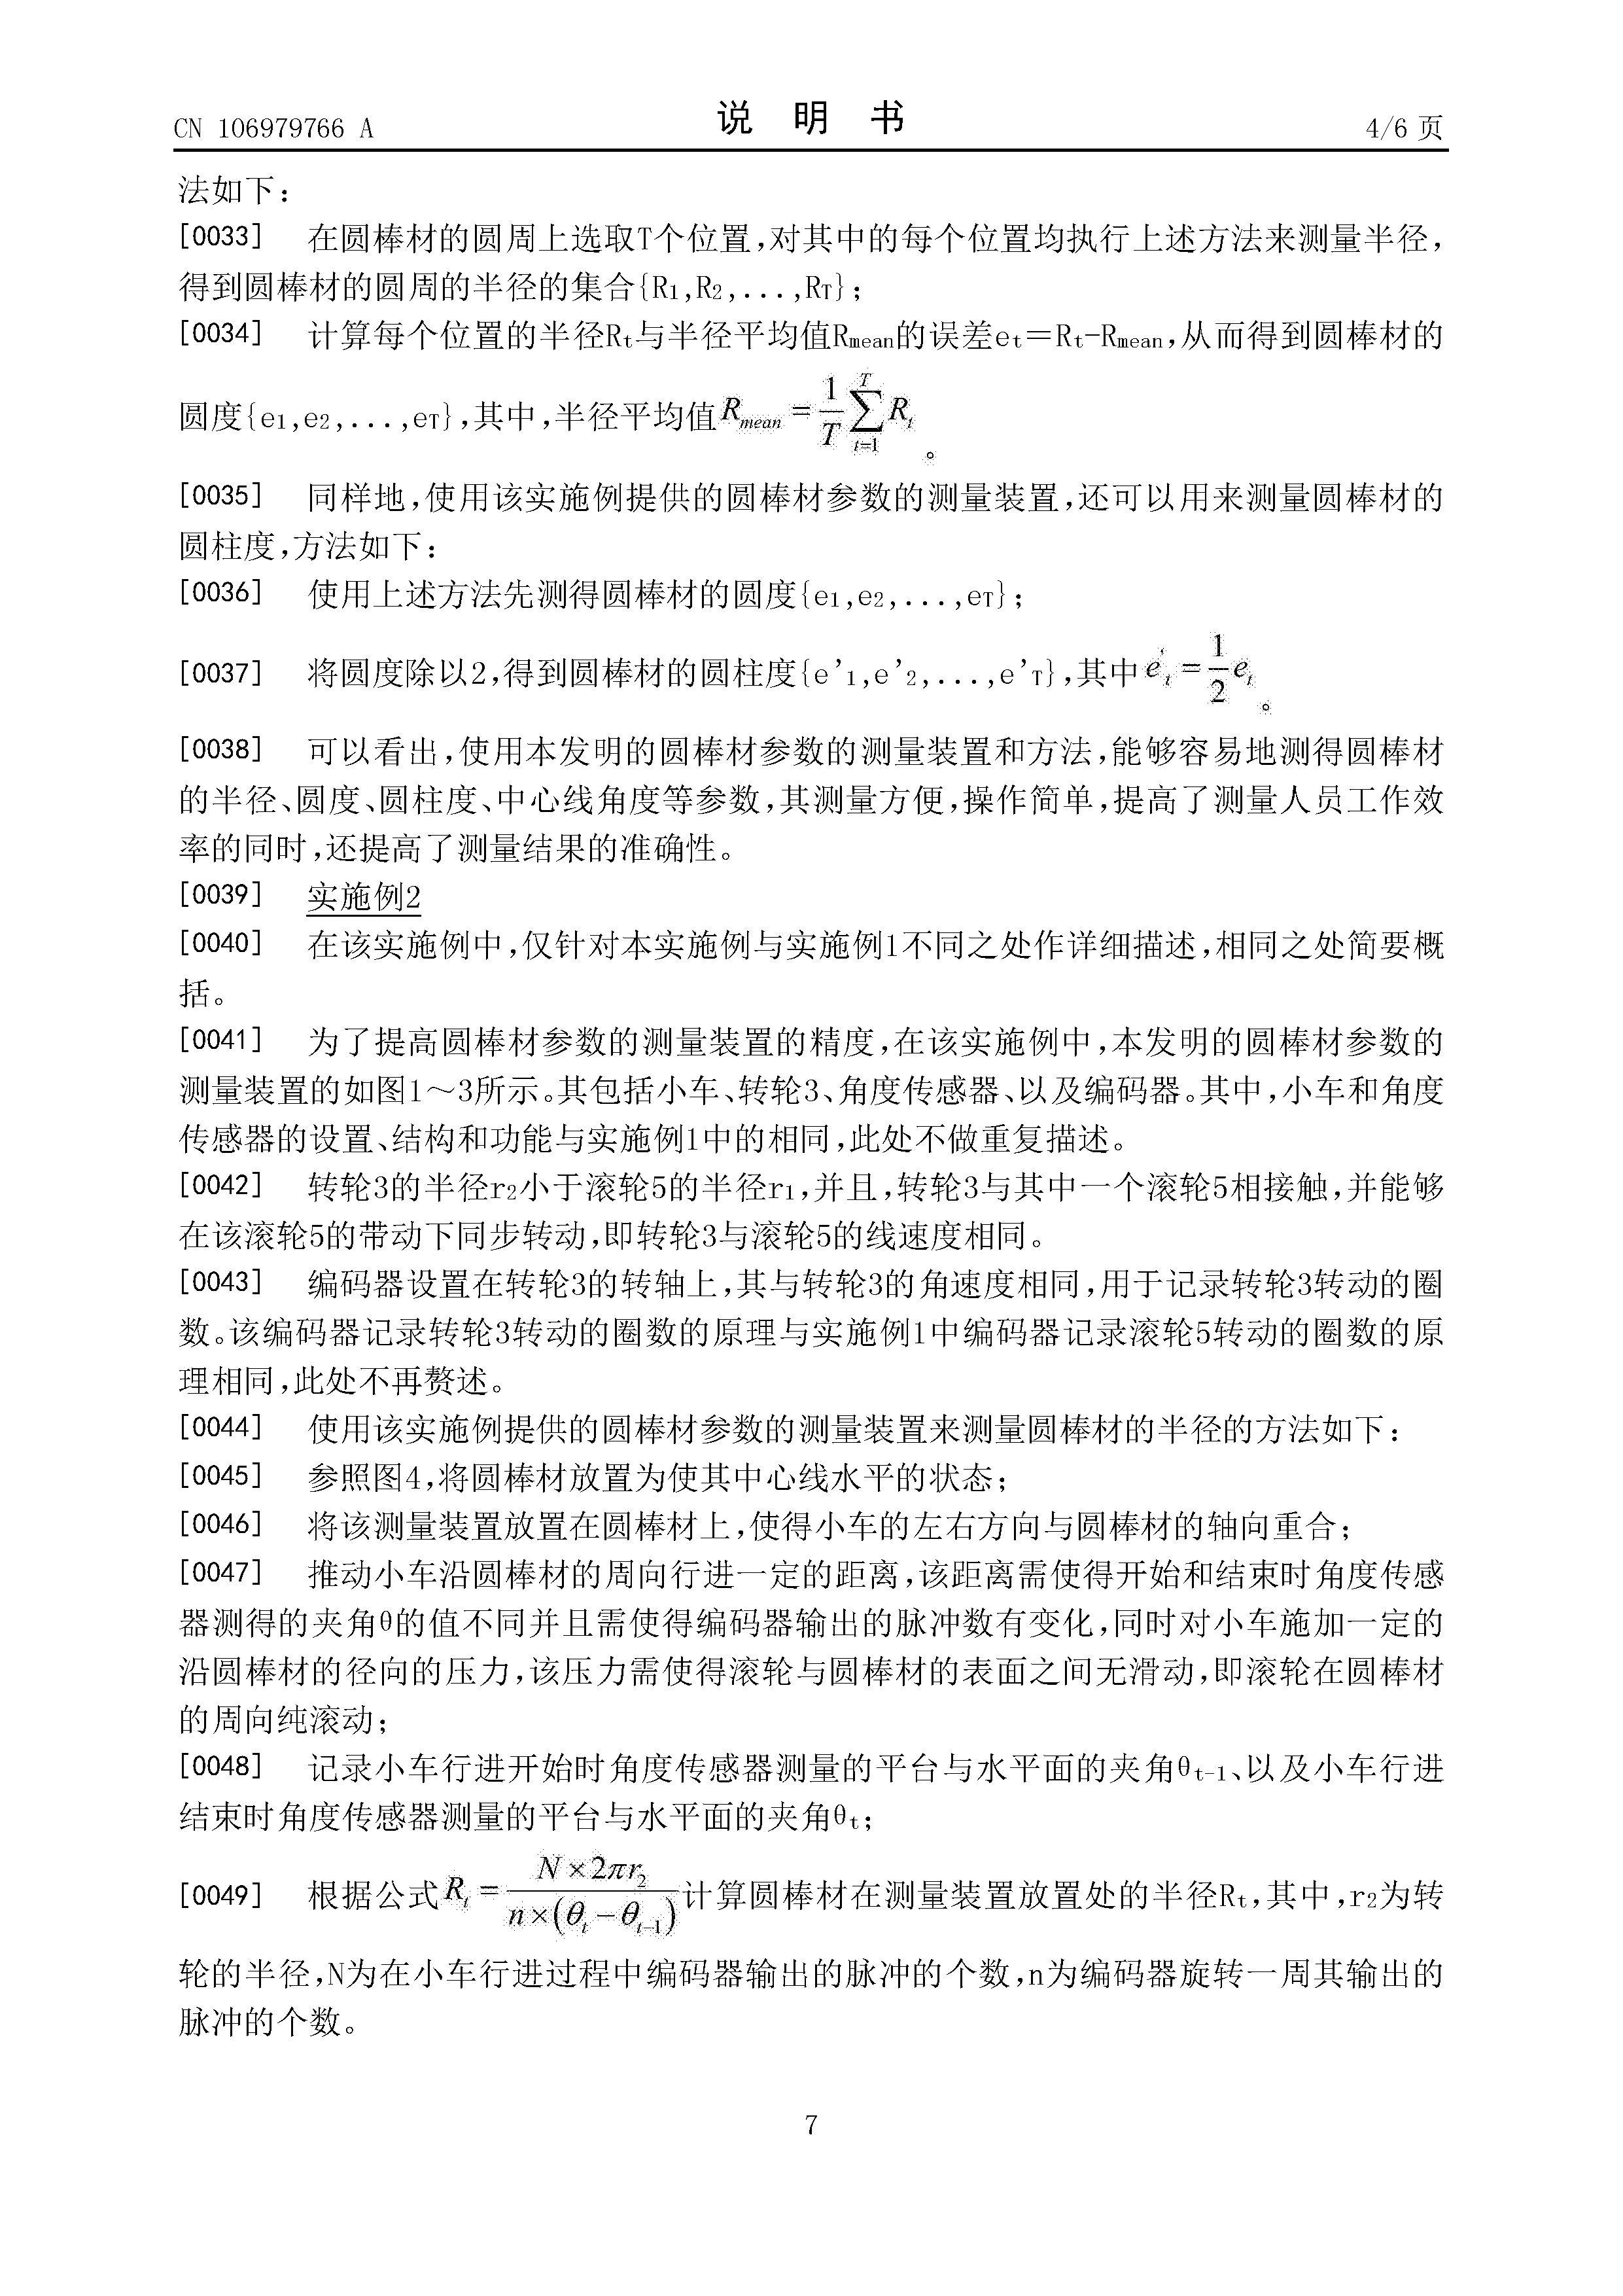 CN 106979766 A
说 明 书
4/6 页
法如下：
[0033] 在圆棒材的圆周上选取T个位置，对其中的每个位置均执行上述方法来测量半径，
得到圆棒材的圆周的半径的集合{R₁,R₂,...,R_T}；
[0034] 计算每个位置的半径R_t与半径平均值R_mean的误差e_t＝R_t-R_mean，从而得到圆棒材的
圆度{e₁,e₂,...,e_T}，其中，半径平均值 $R_{mean}=\frac{1}{T}\sum_{t=1}^{T}R_t$。
[0035] 同样地，使用该实施例提供的圆棒材参数的测量装置，还可以用来测量圆棒材的
圆柱度，方法如下：
[0036] 使用上述方法先测得圆棒材的圆度{e₁,e₂,...,e_T}；
[0037] 将圆度除以2，得到圆棒材的圆柱度{e’₁,e’₂,...,e’_T}，其中 $e'_t=\frac{1}{2}e_t$。
[0038] 可以看出，使用本发明的圆棒材参数的测量装置和方法，能够容易地测得圆棒材
的半径、圆度、圆柱度、中心线角度等参数，其测量方便，操作简单，提高了测量人员工作效
率的同时，还提高了测量结果的准确性。
[0039] 实施例2
[0040] 在该实施例中，仅针对本实施例与实施例1不同之处作详细描述，相同之处简要概
括。
[0041] 为了提高圆棒材参数的测量装置的精度，在该实施例中，本发明的圆棒材参数的
测量装置的如图1～3所示。其包括小车、转轮3、角度传感器、以及编码器。其中，小车和角度
传感器的设置、结构和功能与实施例1中的相同，此处不做重复描述。
[0042] 转轮3的半径r₂小于滚轮5的半径r₁，并且，转轮3与其中一个滚轮5相接触，并能够
在该滚轮5的带动下同步转动，即转轮3与滚轮5的线速度相同。
[0043] 编码器设置在转轮3的转轴上，其与转轮3的角速度相同，用于记录转轮3转动的圈
数。该编码器记录转轮3转动的圈数的原理与实施例1中编码器记录滚轮5转动的圈数的原
理相同，此处不再赘述。
[0044] 使用该实施例提供的圆棒材参数的测量装置来测量圆棒材的半径的方法如下：
[0045] 参照图4，将圆棒材放置为使其中心线水平的状态；
[0046] 将该测量装置放置在圆棒材上，使得小车的左右方向与圆棒材的轴向重合；
[0047] 推动小车沿圆棒材的周向行进一定的距离，该距离需使得开始和结束时角度传感
器测得的夹角θ的值不同并且需使得编码器输出的脉冲数有变化，同时对小车施加一定的
沿圆棒材的径向的压力，该压力需使得滚轮与圆棒材的表面之间无滑动，即滚轮在圆棒材
的周向纯滚动；
[0048] 记录小车行进开始时角度传感器测量的平台与水平面的夹角θ_{t-1}、以及小车行进
结束时角度传感器测量的平台与水平面的夹角θ_t；
[0049] 根据公式 $R_t=\frac{N\times 2\pi r_2}{n\times(\theta_t-\theta_{t-1})}$ 计算圆棒材在测量装置放置处的半径R_t，其中，r₂为转
轮的半径，N为在小车行进过程中编码器输出的脉冲的个数，n为编码器旋转一周其输出的
脉冲的个数。
7